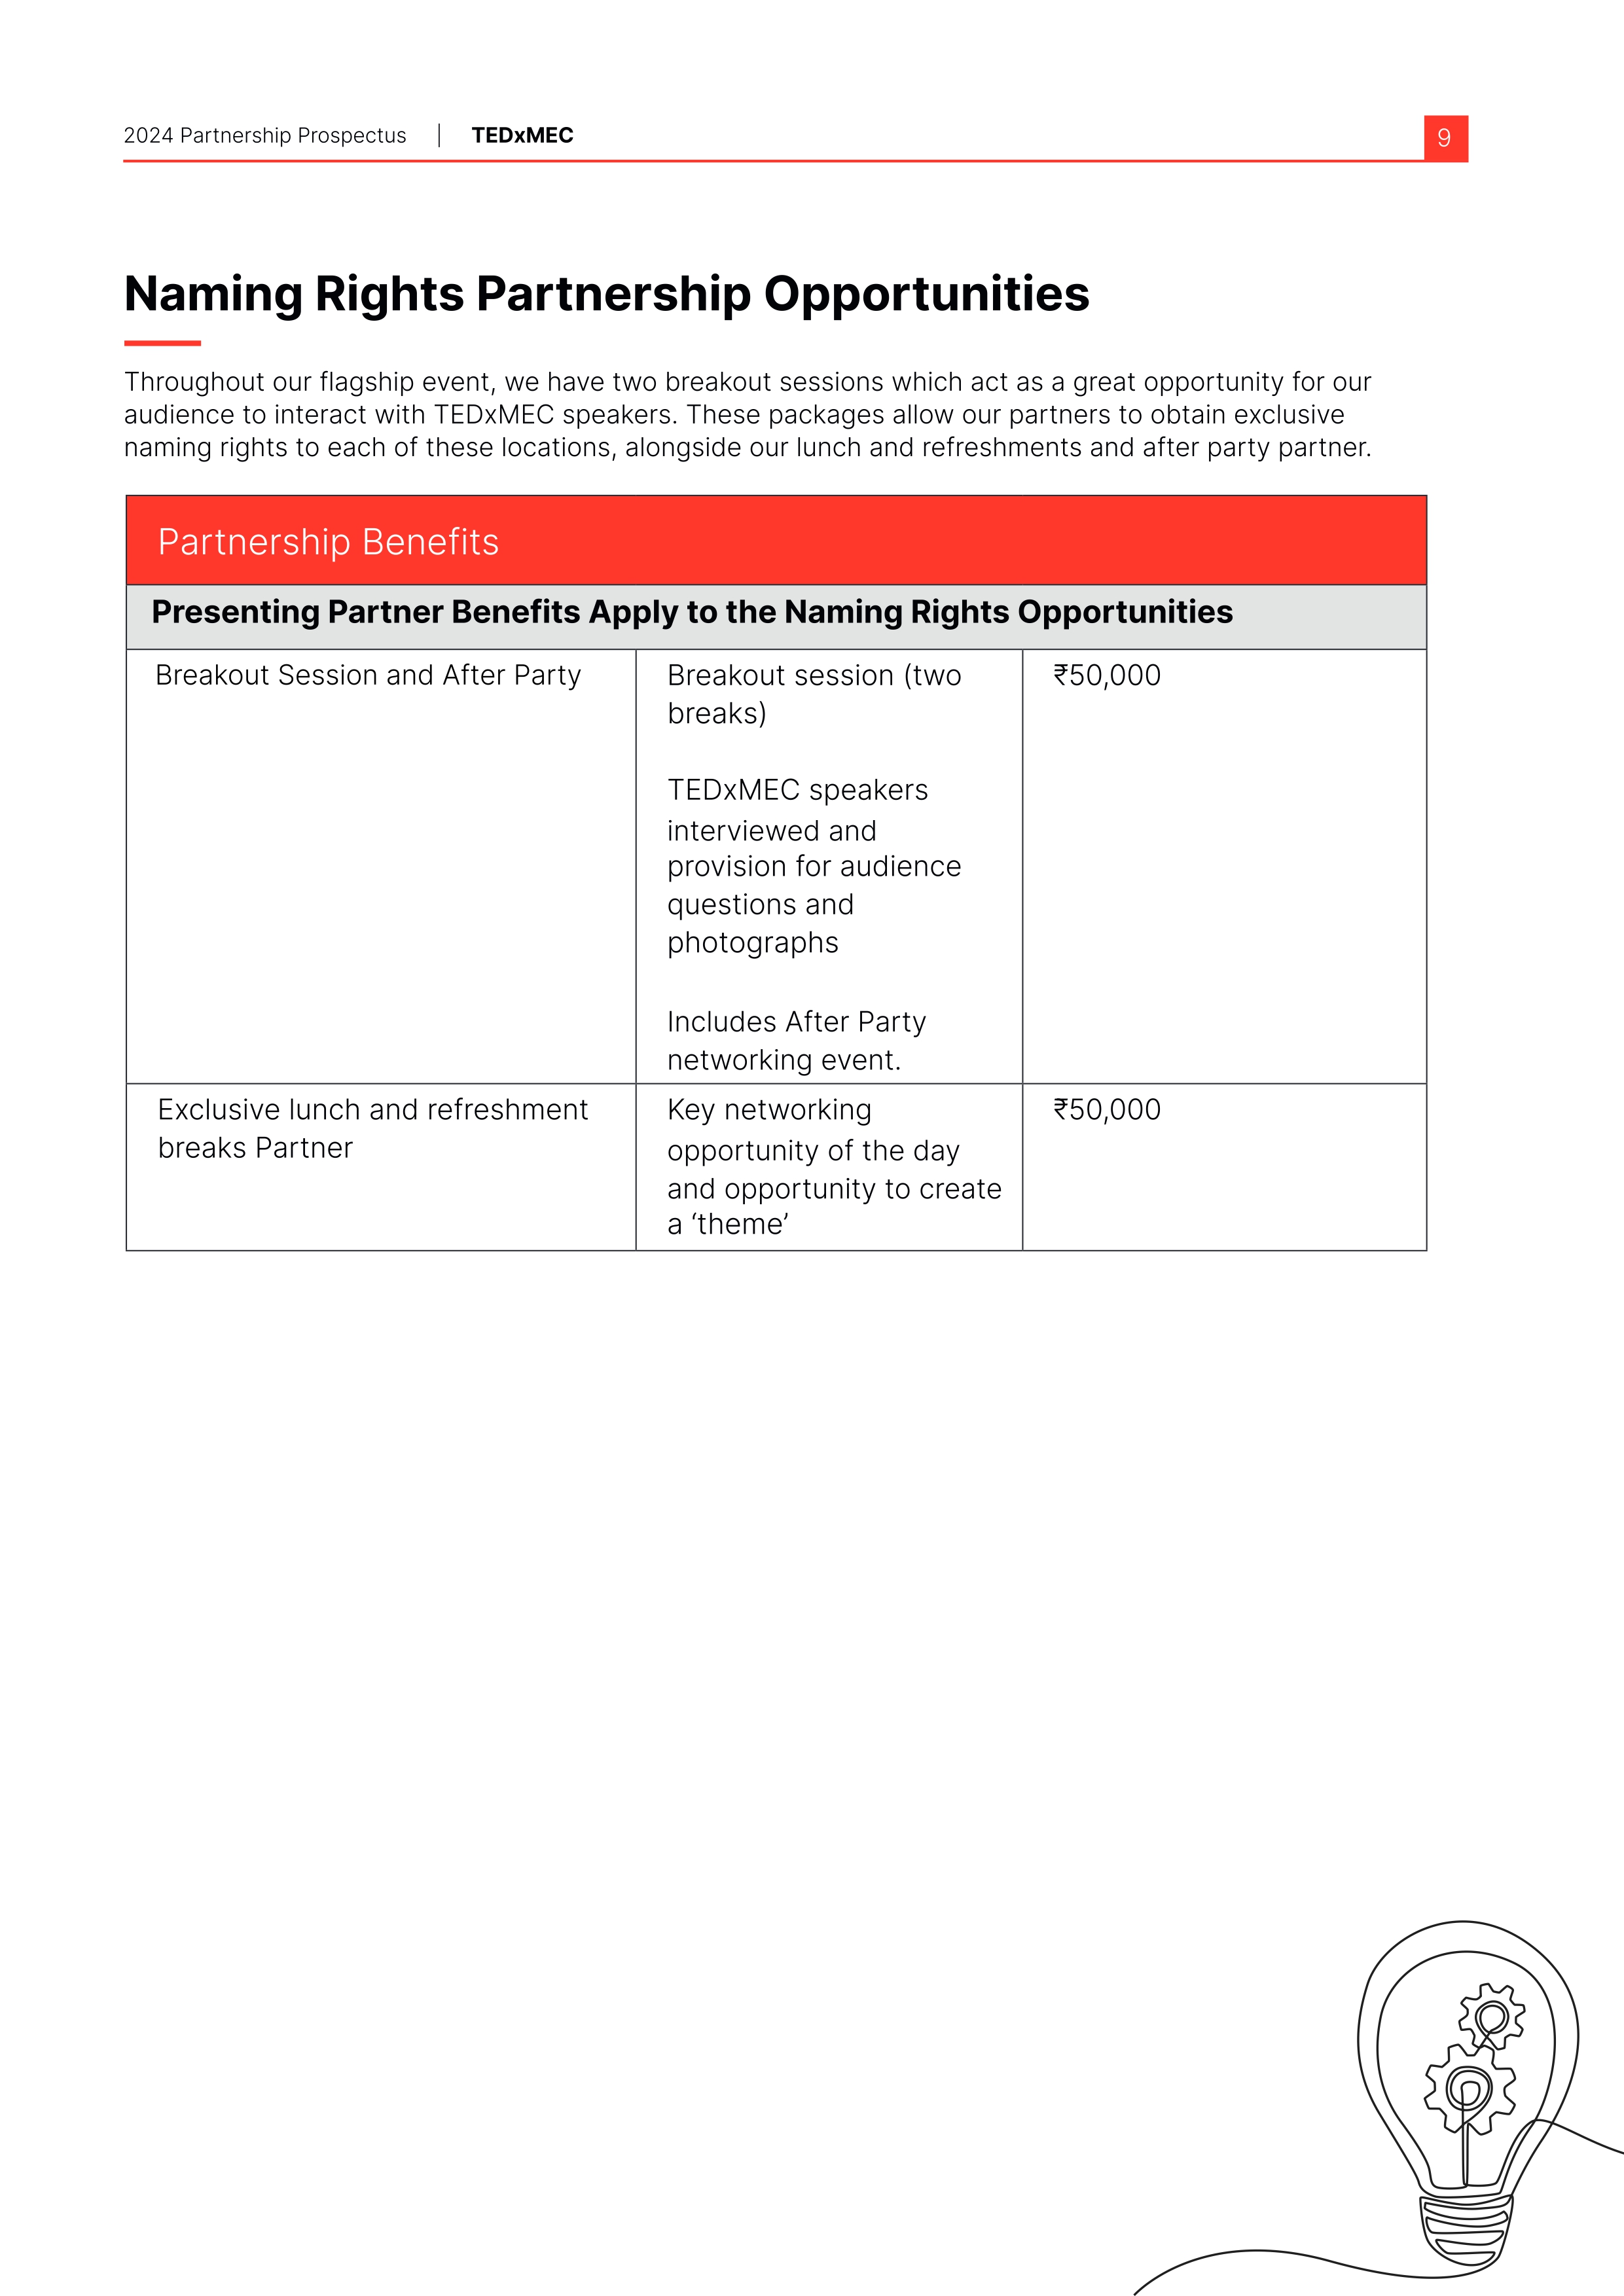 2024 Partnership Prospectus | TEDxMEC
9
Naming Rights Partnership Opportunities
Throughout our flagship event, we have two breakout sessions which act as a great opportunity for our
audience to interact with TEDxMEC speakers. These packages allow our partners to obtain exclusive
naming rights to each of these locations, alongside our lunch and refreshments and after party partner.
Partnership Benefits
Presenting Partner Benefits Apply to the Naming Rights Opportunities
Breakout Session and After Party
Breakout session (two
breaks)
TEDxMEC speakers
interviewed and
provision for audience
questions and
photographs
Includes After Party
networking event.
₹50,000
Exclusive lunch and refreshment
breaks Partner
Key networking
opportunity of the day
and opportunity to create
a ‘theme’
₹50,000